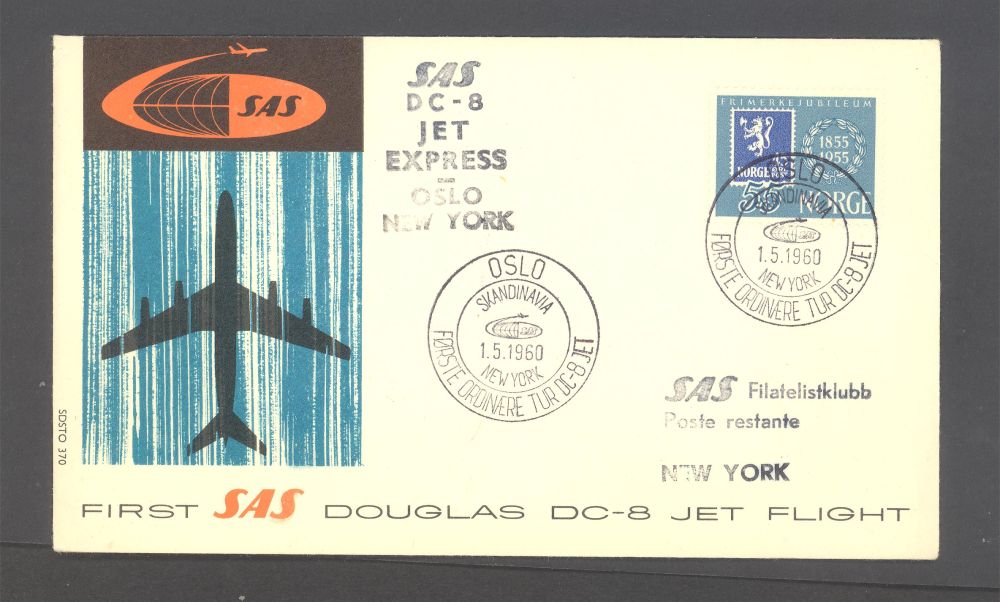 SAS
SAS
DC-8
JET
EXPRESS
OSLO
NEW YORK
FRIMERKEJUBILEUM
1855
1955
NORGE
55
NORGE
OSLO
SKANDINAVIA
1.5.1960
NEW YORK
FØRSTE ORDINÆRE TUR DC-8 JET
OSLO
SKANDINAVIA
1.5.1960
NEW YORK
FØRSTE ORDINÆRE TUR DC-8 JET
SAS Filatelistklubb
Poste restante
NEW YORK
SDSTO 370
FIRST SAS DOUGLAS DC-8 JET FLIGHT